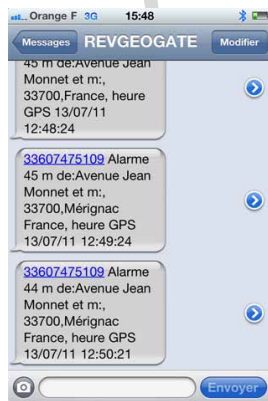 Orange F 3G 15:48
Messages REVGEOGATE Modifier
45 m de:Avenue Jean
Monnet et m:,
33700,France, heure
GPS 13/07/11
12:48:24
33607475109 Alarme
45 m de:Avenue Jean
Monnet et m:,
33700,Mérignac
France, heure GPS
13/07/11 12:49:24
33607475109 Alarme
44 m de:Avenue Jean
Monnet et m:,
33700,Mérignac
France, heure GPS
13/07/11 12:50:21
Envoyer